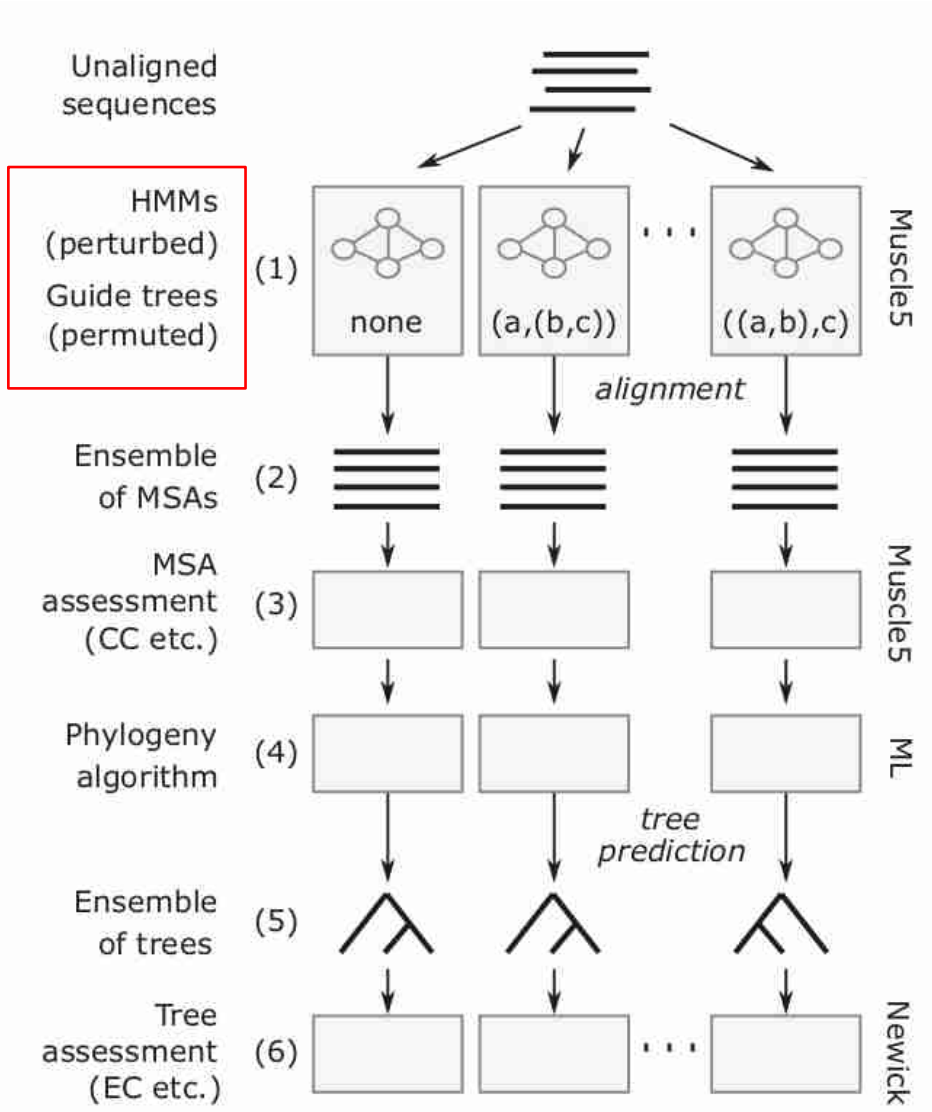 Unaligned
sequences
HMMs
(perturbed)
Guide trees
(permuted)
(1)
none
(a,(b,c))
. . .
((a,b),c)
Muscle5
alignment
Ensemble
of MSAs
(2)
MSA
assessment
(CC etc.)
(3)
Muscle5
Phylogeny
algorithm
(4)
ML
tree
prediction
Ensemble
of trees
(5)
Tree
assessment
(EC etc.)
(6)
. . .
Newick